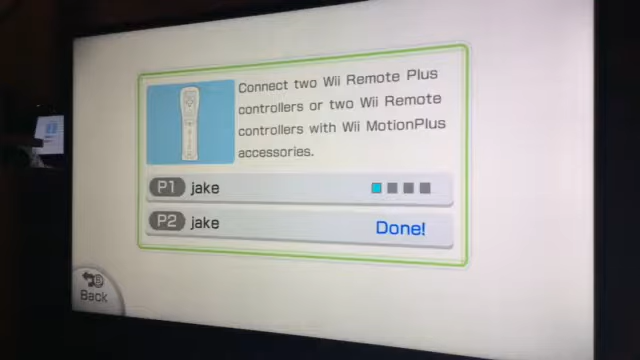 Connect two Wii Remote Plus
controllers or two Wii Remote
controllers with Wii MotionPlus
accessories.
P1 jake
P2 jake Done!
B
Back